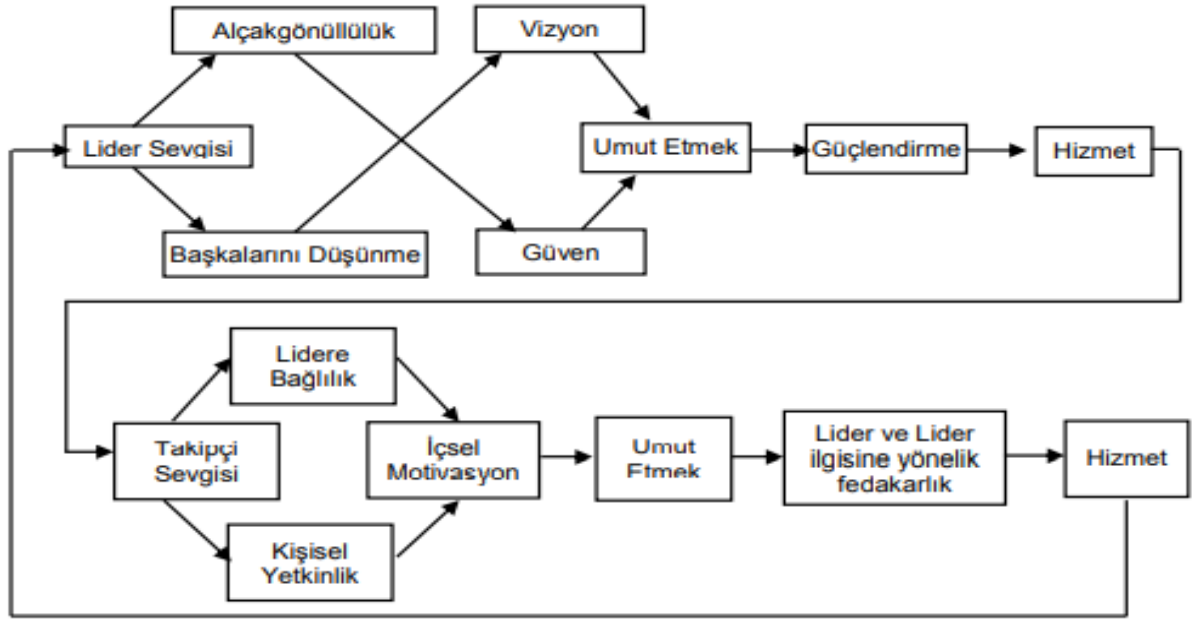 Alçakgönüllülük
Vizyon
Lider Sevgisi
Umut Etmek
Güçlendirme
Hizmet
Başkalarını Düşünme
Güven
Lidere
Bağlılık
Takipçi
Sevgisi
İçsel
Motivasyon
Umut
Etmek
Lider ve Lider
ilgisine yönelik
fedakarlık
Hizmet
Kişisel
Yetkinlik